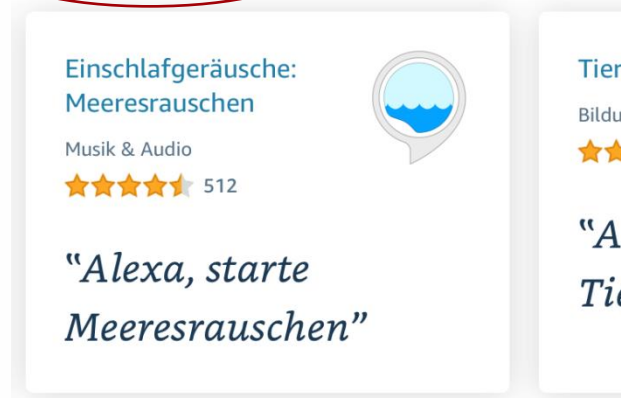 Einschlafgeräusche:
Meeresrauschen
Musik & Audio
512
"Alexa, starte
Meeresrauschen"